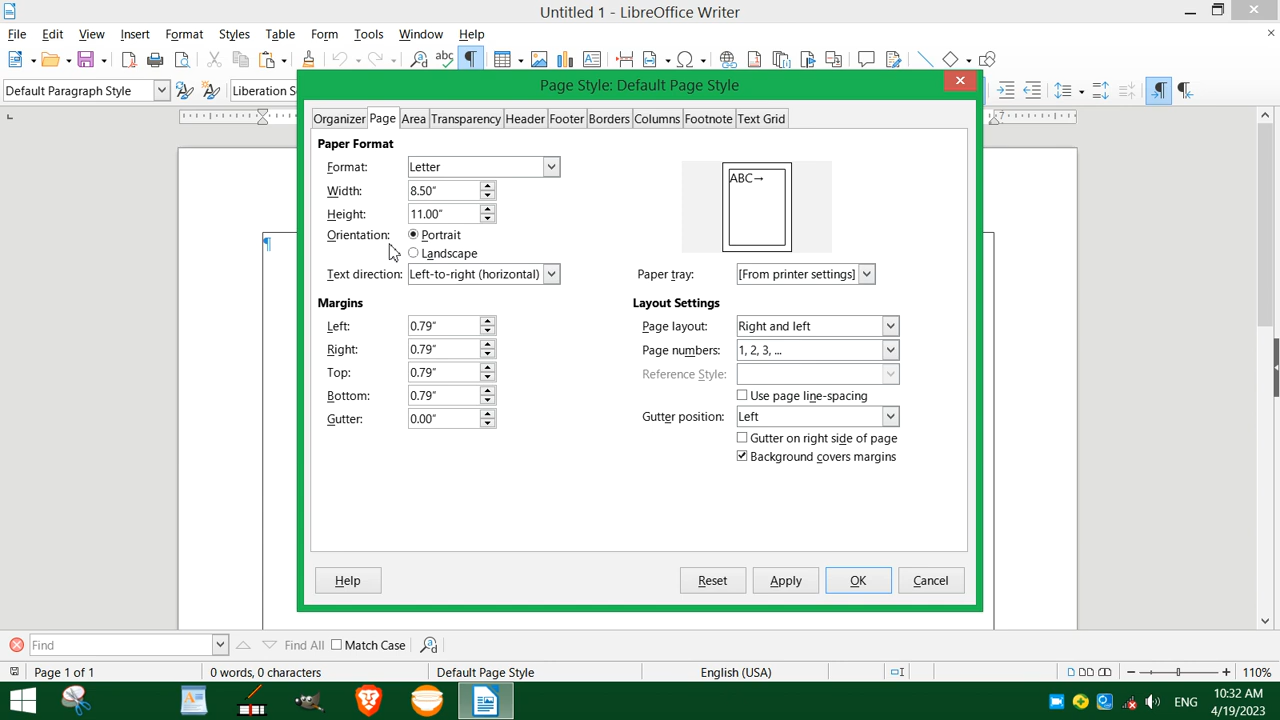 Untitled 1 - LibreOffice Writer
File Edit View Insert Format Styles Table Form Tools Window Help
Default Paragraph Style Liberation S
Page Style: Default Page Style
Organizer Page Area Transparency Header Footer Borders Columns Footnote Text Grid
Paper Format
Format: Letter
Width: 8.50"
Height: 11.00"
Orientation: Portrait
Landscape
Text direction: Left-to-right (horizontal)
ABC→
Paper tray: [From printer settings]
Margins
Left: 0.79"
Right: 0.79"
Top: 0.79"
Bottom: 0.79"
Gutter: 0.00"
Layout Settings
Page layout: Right and left
Page numbers: 1, 2, 3, ...
Reference Style:
Use page line-spacing
Gutter position: Left
Gutter on right side of page
Background covers margins
Help Reset Apply OK Cancel
Find Find All Match Case
Page 1 of 1 0 words, 0 characters Default Page Style English (USA) 110%
ENG 10:32 AM
4/19/2023